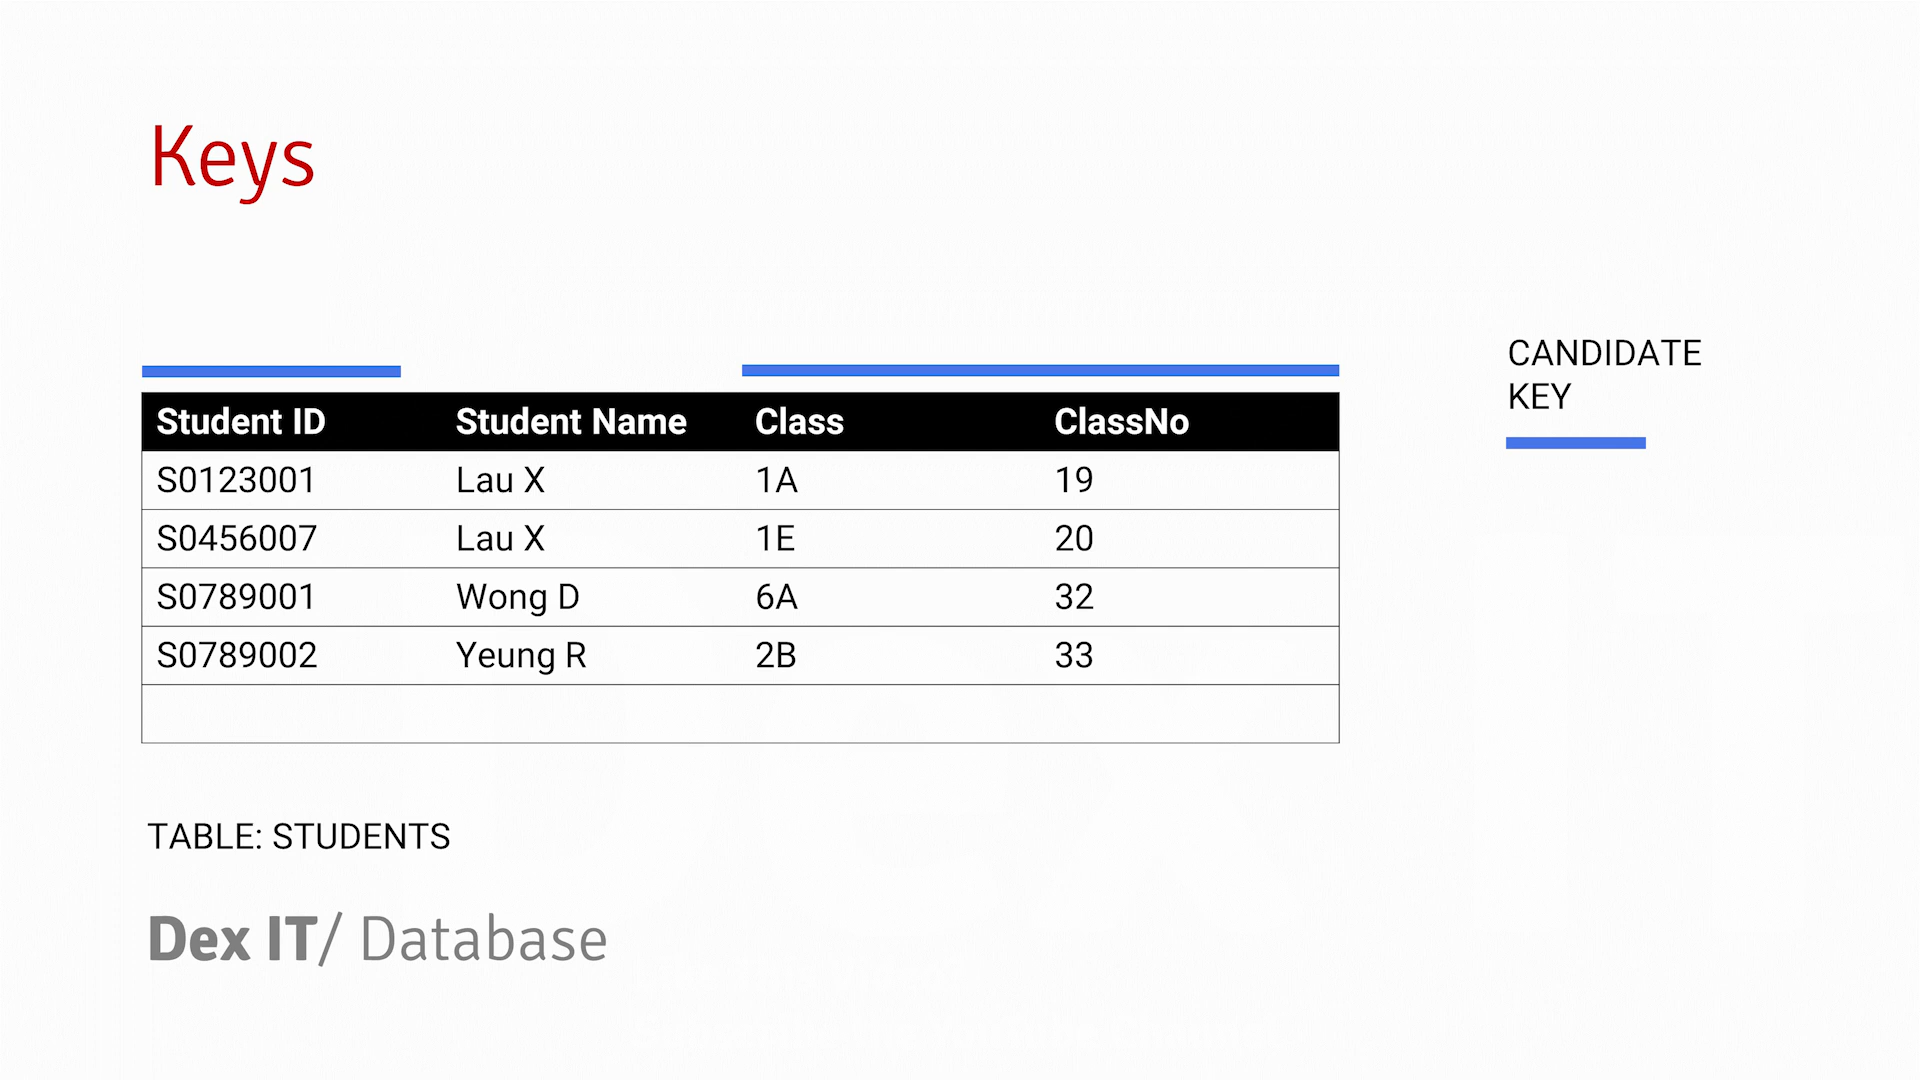 Keys
CANDIDATE
KEY
Student ID Student Name Class ClassNo
S0123001 Lau X 1A 19
S0456007 Lau X 1E 20
S0789001 Wong D 6A 32
S0789002 Yeung R 2B 33
TABLE: STUDENTS
Dex IT/ Database